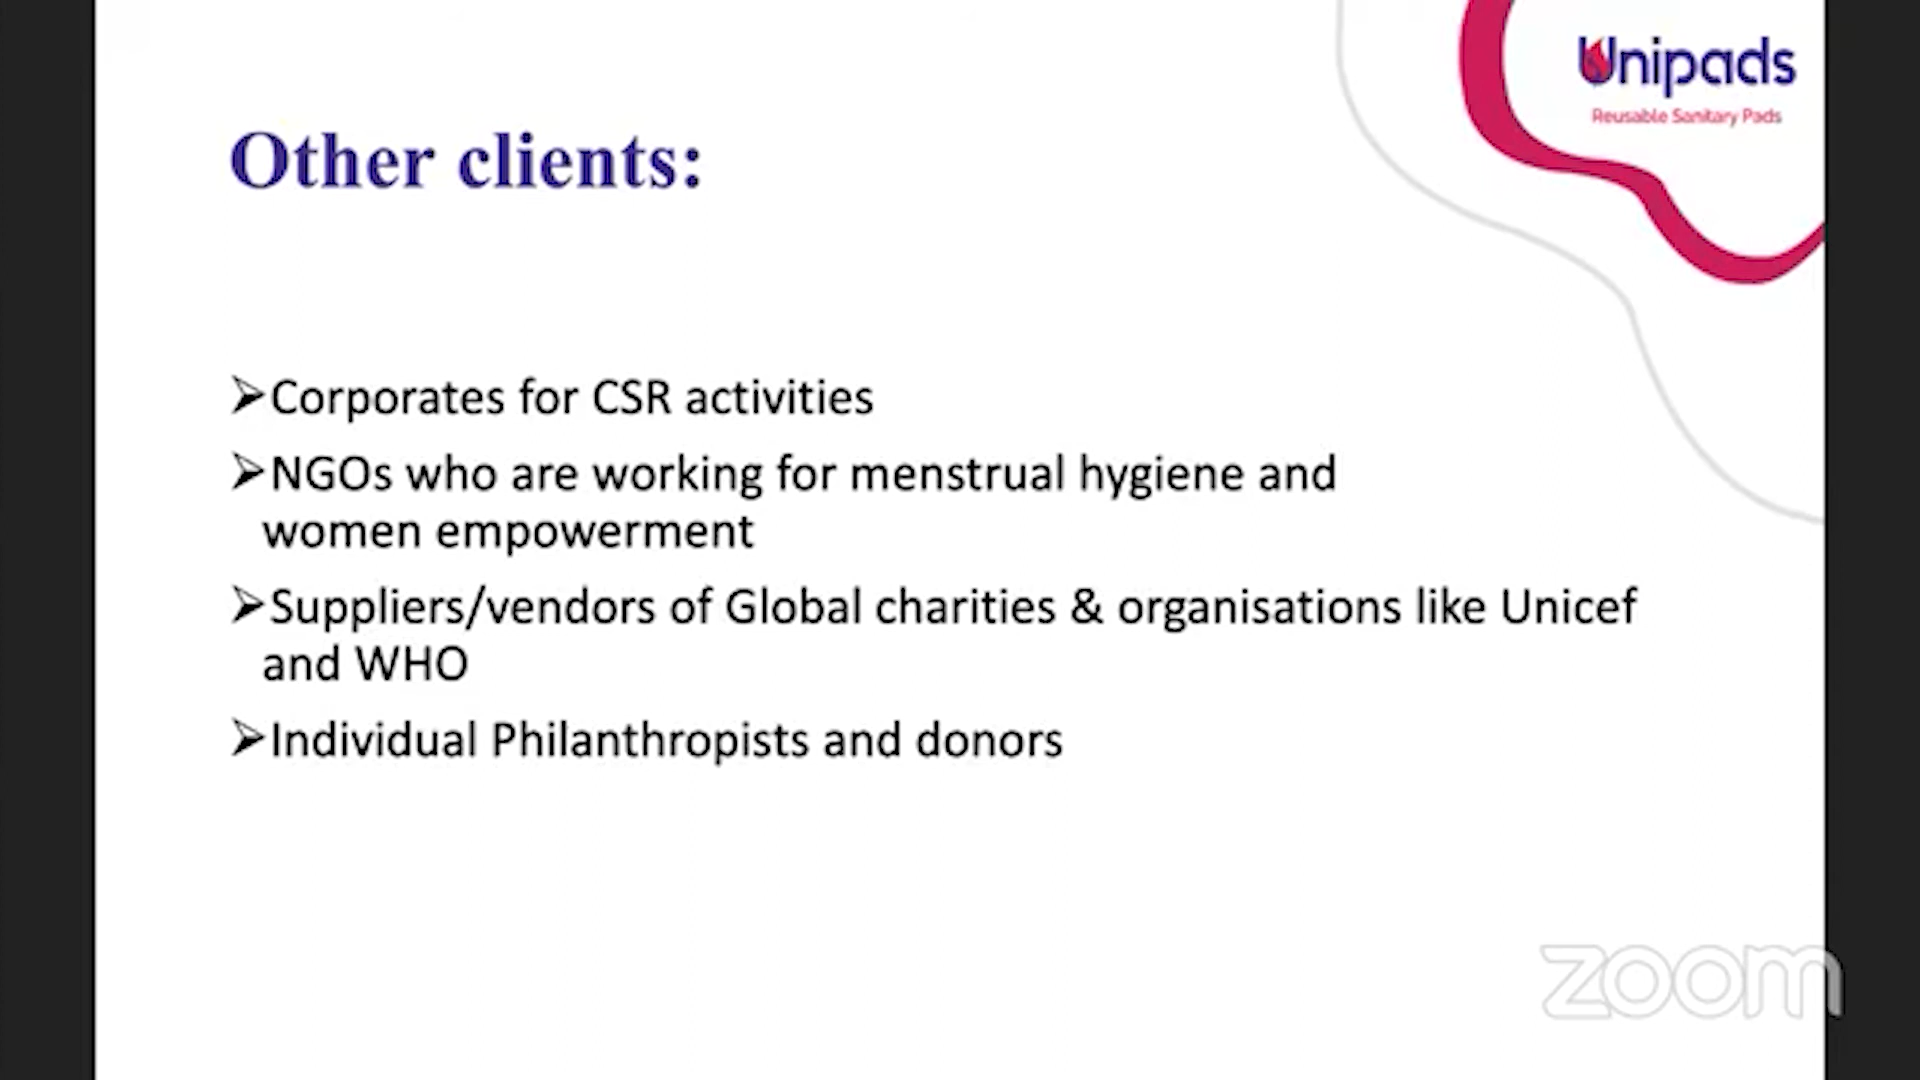 Unipads
Reusable Sanitary Pads
Other clients:
➢Corporates for CSR activities
➢NGOs who are working for menstrual hygiene and
women empowerment
➢Suppliers/vendors of Global charities & organisations like Unicef
and WHO
➢Individual Philanthropists and donors
zoom